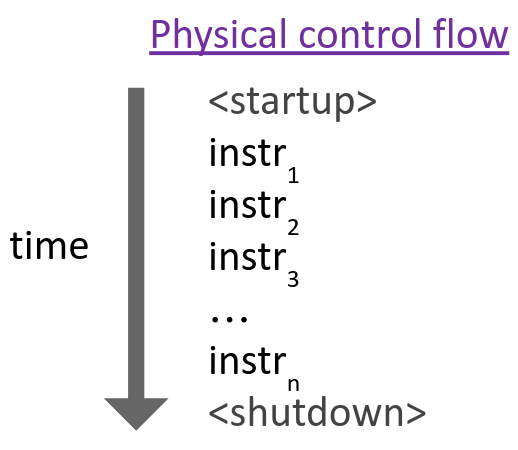 Physical control flow
<startup>
instr₁
instr₂
time
instr₃
...
instrₙ
<shutdown>